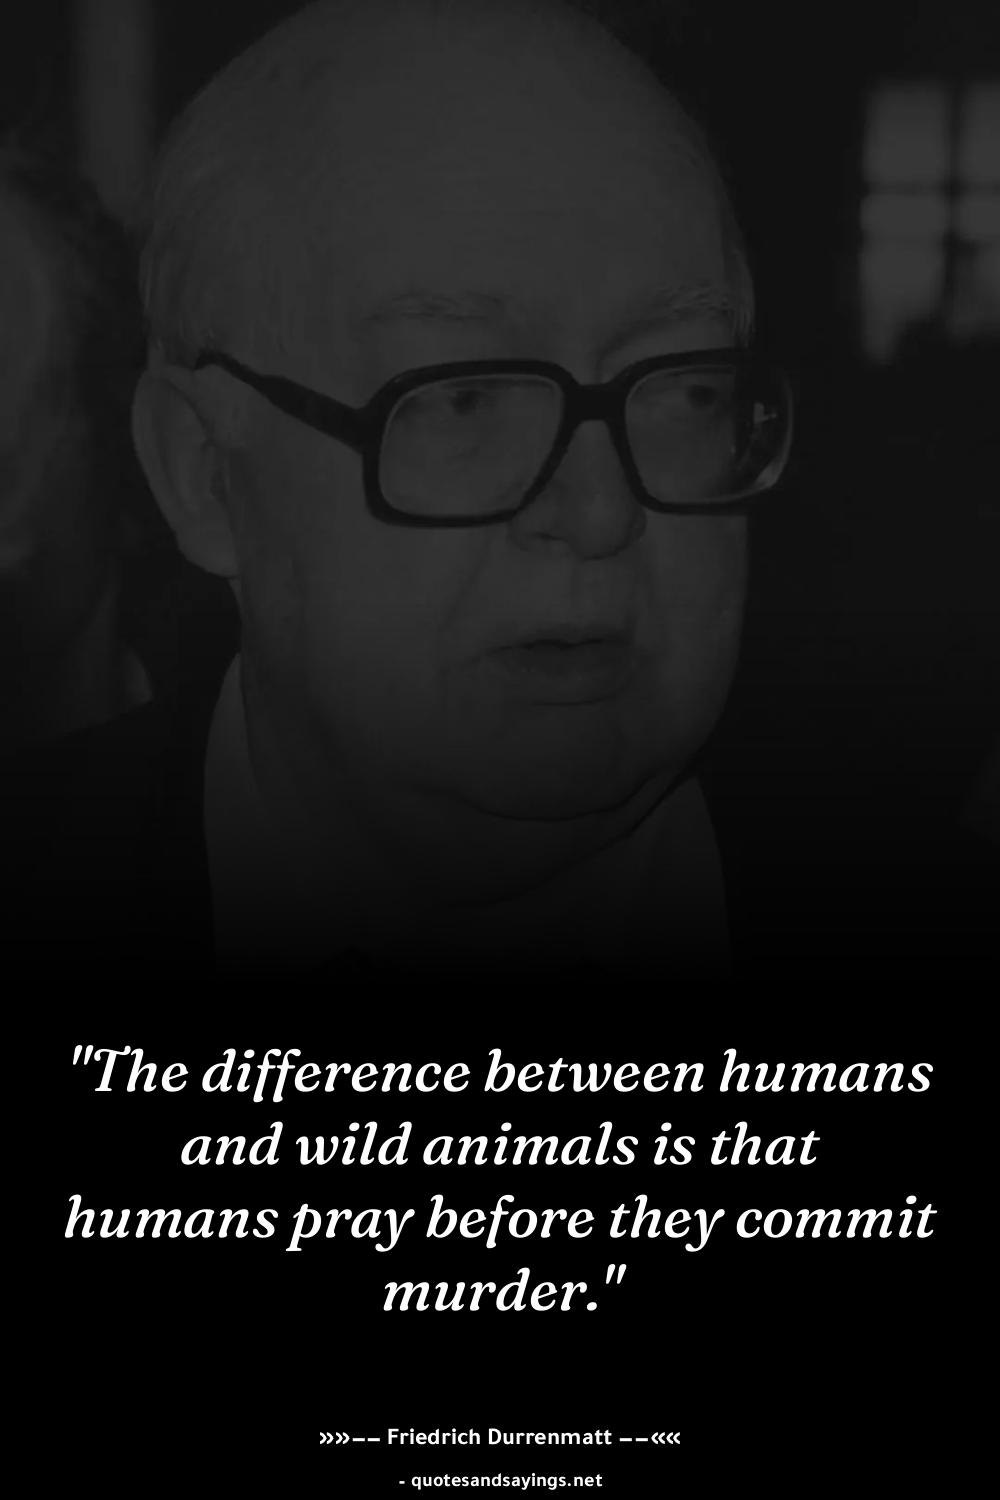 "The difference between humans
and wild animals is that
humans pray before they commit
murder."
»»−− Friedrich Durrenmatt −−««
- quotesandsayings.net